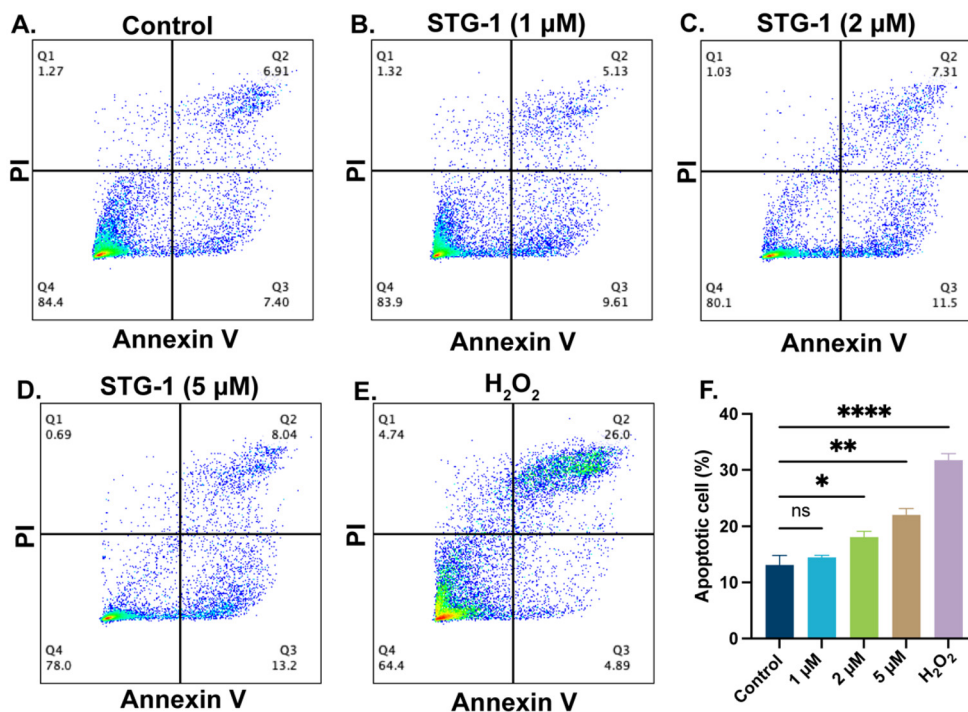 A. Control
Q1
1.27
Q2
6.91
PI
Q4
84.4
Q3
7.40
Annexin V
B. STG-1 (1 µM)
Q1
1.32
Q2
5.13
PI
Q4
83.9
Q3
9.61
Annexin V
C. STG-1 (2 µM)
Q1
1.03
Q2
7.31
PI
Q4
80.1
Q3
11.5
Annexin V
D. STG-1 (5 µM)
Q1
0.69
Q2
8.04
PI
Q4
78.0
Q3
13.2
Annexin V
E. H₂O₂
Q1
4.74
Q2
26.0
PI
Q4
64.4
Q3
4.89
Annexin V
F.
Apoptotic cell (%)
40
30
20
10
0
****
**
*
ns
Control
1 µM
2 µM
5 µM
H₂O₂